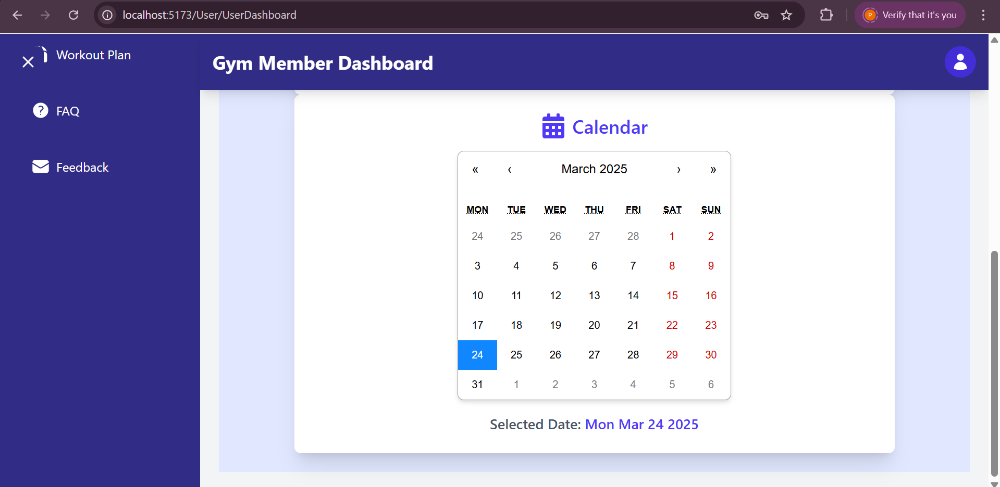 localhost:5173/User/UserDashboard
P
Verify that it's you
Workout Plan
FAQ
Feedback
Gym Member Dashboard
Calendar
« ‹ March 2025 › »
MON TUE WED THU FRI SAT SUN
24 25 26 27 28 1 2
3 4 5 6 7 8 9
10 11 12 13 14 15 16
17 18 19 20 21 22 23
24 25 26 27 28 29 30
31 1 2 3 4 5 6
Selected Date: Mon Mar 24 2025